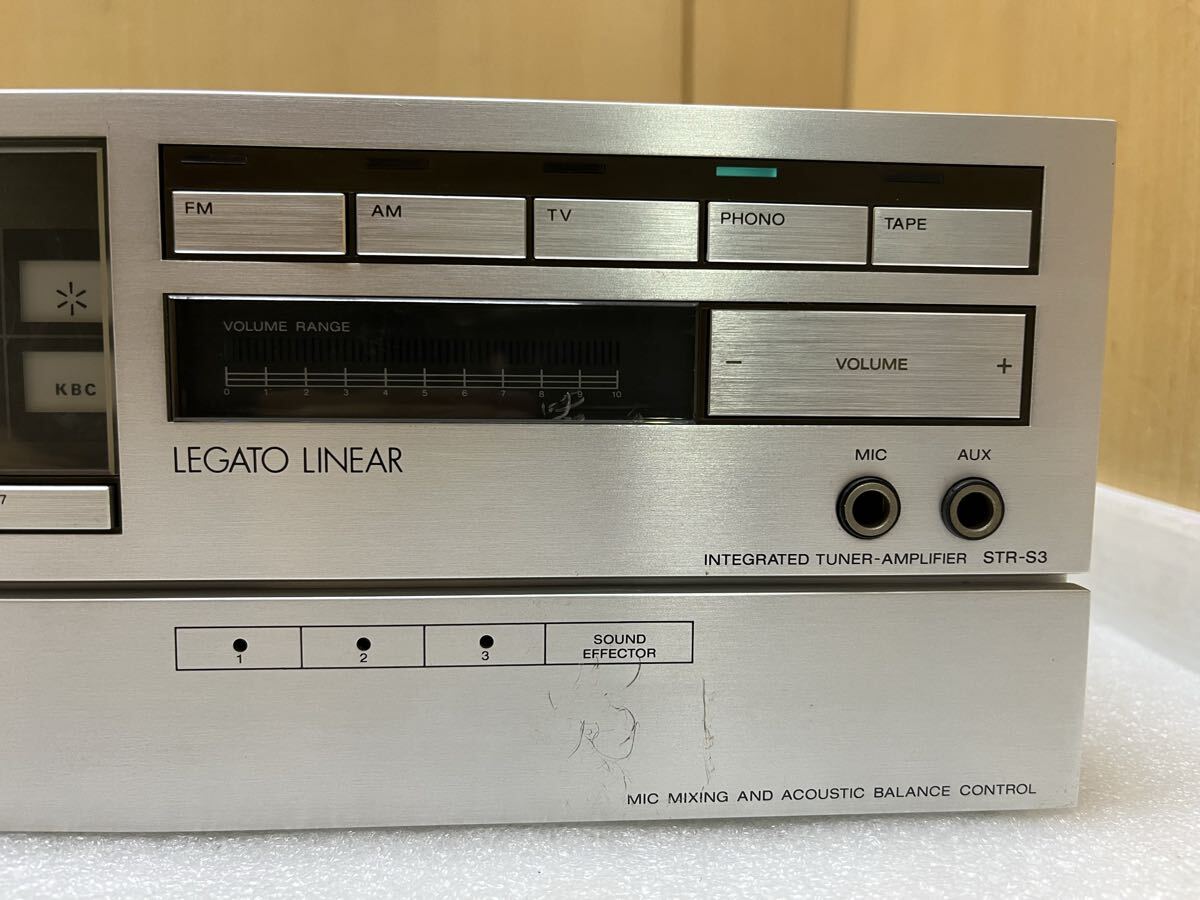 FM AM TV PHONO TAPE
VOLUME RANGE
0 1 2 3 4 5 6 7 8 9 10
− VOLUME +
KBC
LEGATO LINEAR
7
MIC AUX
INTEGRATED TUNER-AMPLIFIER STR-S3
1 2 3
SOUND
EFFECTOR
MIC MIXING AND ACOUSTIC BALANCE CONTROL